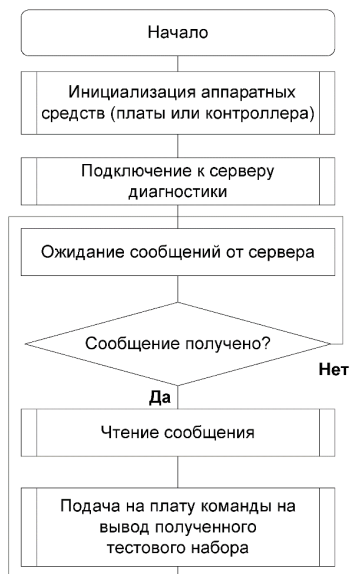 Начало
Инициализация аппаратных
средств (платы или контроллера)
Подключение к серверу
диагностики
Ожидание сообщений от сервера
Сообщение получено?
Нет
Да
Чтение сообщения
Подача на плату команды на
вывод полученного
тестового набора